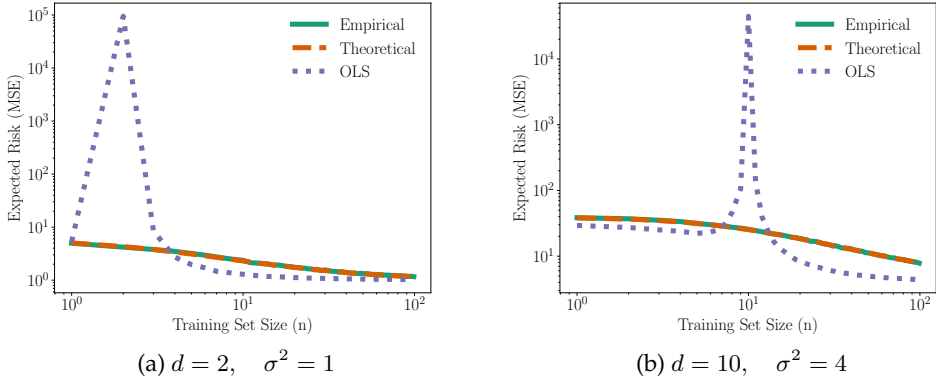 10^5
10^4
10^3
10^2
10^1
10^0
Expected Risk (MSE)
Empirical
Theoretical
OLS
10^0
10^1
10^2
Training Set Size (n)
(a) d = 2, σ^2 = 1
10^4
10^3
10^2
10^1
Expected Risk (MSE)
Empirical
Theoretical
OLS
10^0
10^1
10^2
Training Set Size (n)
(b) d = 10, σ^2 = 4